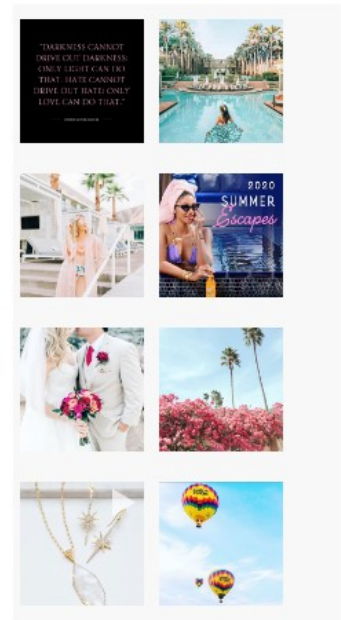 "DARKNESS CANNOT
DRIVE OUT DARKNESS:
ONLY LIGHT CAN DO
THAT. HATE CANNOT
DRIVE OUT HATE: ONLY
LOVE CAN DO THAT."
2020
SUMMER
Escapes